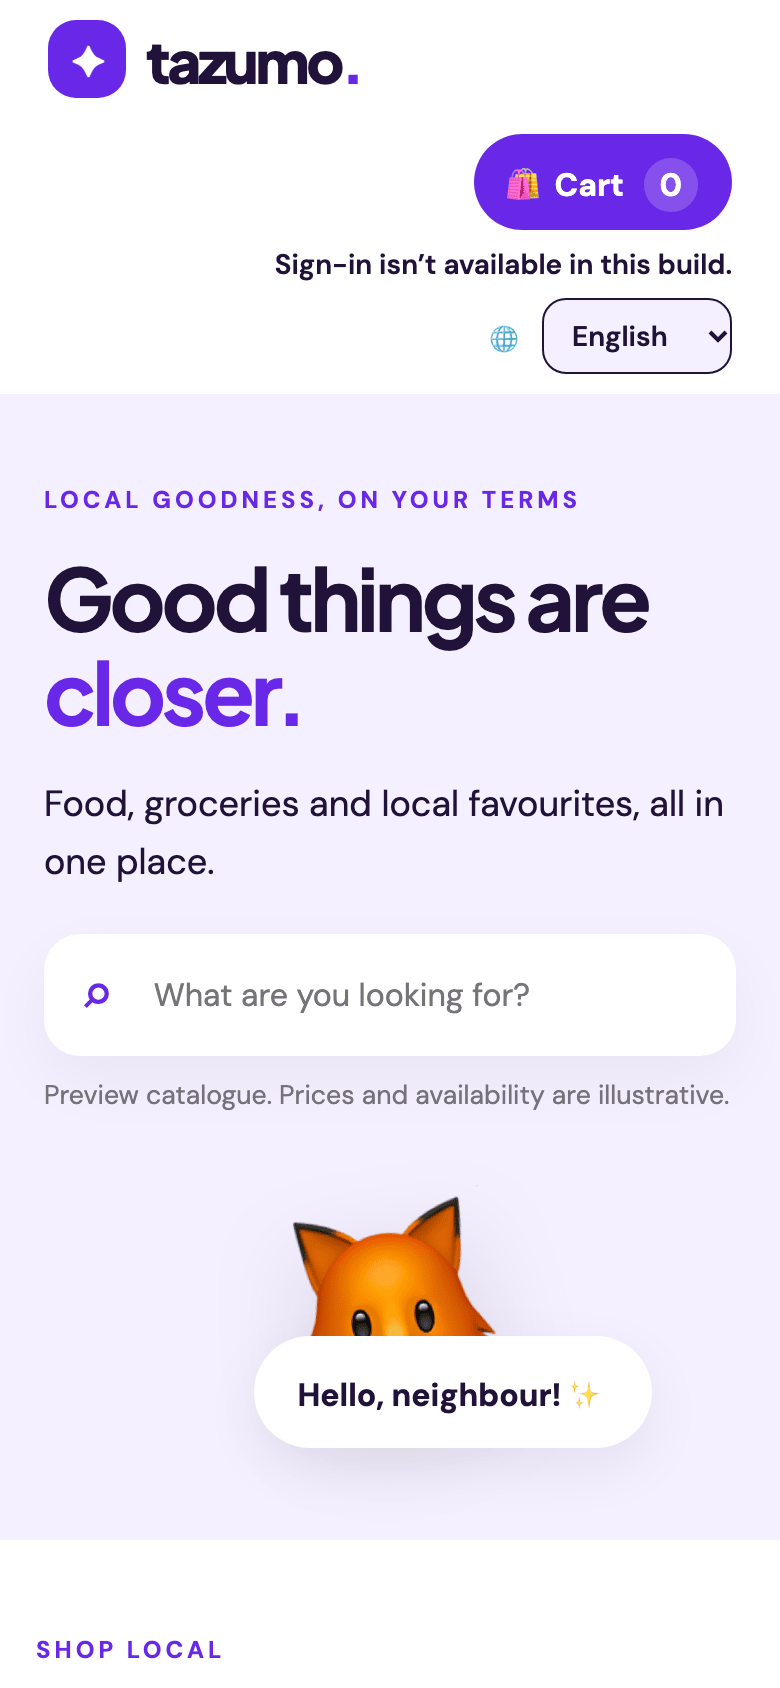 tazumo.
Cart 0
Sign-in isn’t available in this build.
English
LOCAL GOODNESS, ON YOUR TERMS
Good things are
closer.
Food, groceries and local favourites, all in
one place.
What are you looking for?
Preview catalogue. Prices and availability are illustrative.
Hello, neighbour! ✨
SHOP LOCAL